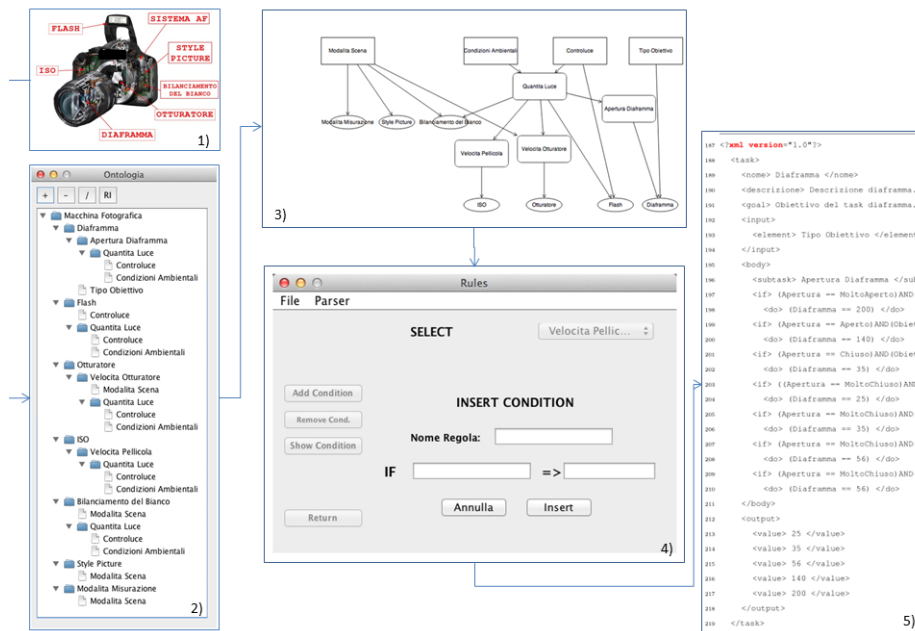 FLASH
SISTEMA AF
STYLE
PICTURE
ISO
BILANCIAMENTO
DEL BIANCO
OTTURATORE
DIAFRAMMA
1)
Ontologia
+ - / RI
Macchina Fotografica
Diaframma
Apertura Diaframma
Quantita Luce
Controluce
Condizioni Ambientali
Tipo Obiettivo
Flash
Controluce
Quantita Luce
Controluce
Condizioni Ambientali
Otturatore
Velocita Otturatore
Modalita Scena
Quantita Luce
Controluce
Condizioni Ambientali
ISO
Velocita Pellicola
Quantita Luce
Controluce
Condizioni Ambientali
Bilanciamento del Bianco
Modalita Scena
Quantita Luce
Controluce
Condizioni Ambientali
Style Picture
Modalita Scena
Modalita Misurazione
Modalita Scena
2)
Modalita Scena
Condizioni Ambientali
Controluce
Tipo Obiettivo
Quantita Luce
Apertura Diaframma
Modalita Misurazione
Style Picture
Bilanciamento del Bianco
Velocita Pellicola
Velocita Otturatore
ISO
Otturatore
Flash
Diaframma
3)
Rules
File Parser
SELECT
Velocita Pellic...
Add Condition
INSERT CONDITION
Remove Cond.
Nome Regola:
Show Condition
IF =>
Annulla Insert
Return
4)
187 <?xml version="1.0"?>
188 <task>
189 <nome> Diaframma </nome>
190 <descrizione> Descrizione diaframma.
191 <goal> Obiettivo del task diaframma.
192 <input>
193 <element> Tipo Obiettivo </element
194 </input>
195 <body>
196 <subtask> Apertura Diaframma </sub
197 <if> (Apertura == MoltoAperto)AND
198 <do> (Diaframma == 200) </do>
199 <if> (Apertura == Aperto)AND(Obiet
200 <do> (Diaframma == 140) </do>
201 <if> (Apertura == Chiuso)AND(Obiet
202 <do> (Diaframma == 35) </do>
203 <if> ((Apertura == MoltoChiuso)AND
204 <do> (Diaframma == 25) </do>
205 <if> (Apertura == MoltoChiuso)AND
206 <do> (Diaframma == 35) </do>
207 <if> (Apertura == MoltoChiuso)AND
208 <do> (Diaframma == 56) </do>
209 <if> (Apertura == MoltoChiuso)AND
210 <do> (Diaframma == 56) </do>
211 </body>
212 <output>
213 <value> 25 </value>
214 <value> 35 </value>
215 <value> 56 </value>
216 <value> 140 </value>
217 <value> 200 </value>
218 </output>
219 </task>
5)